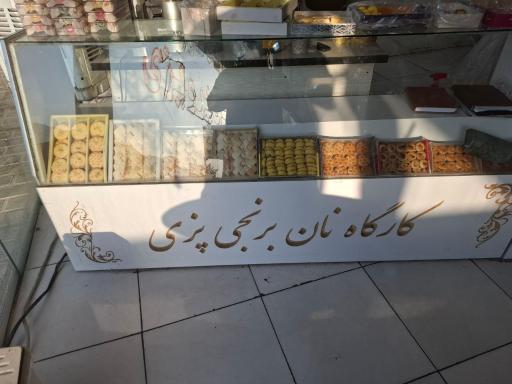 کارگاه نان برنجی پزی